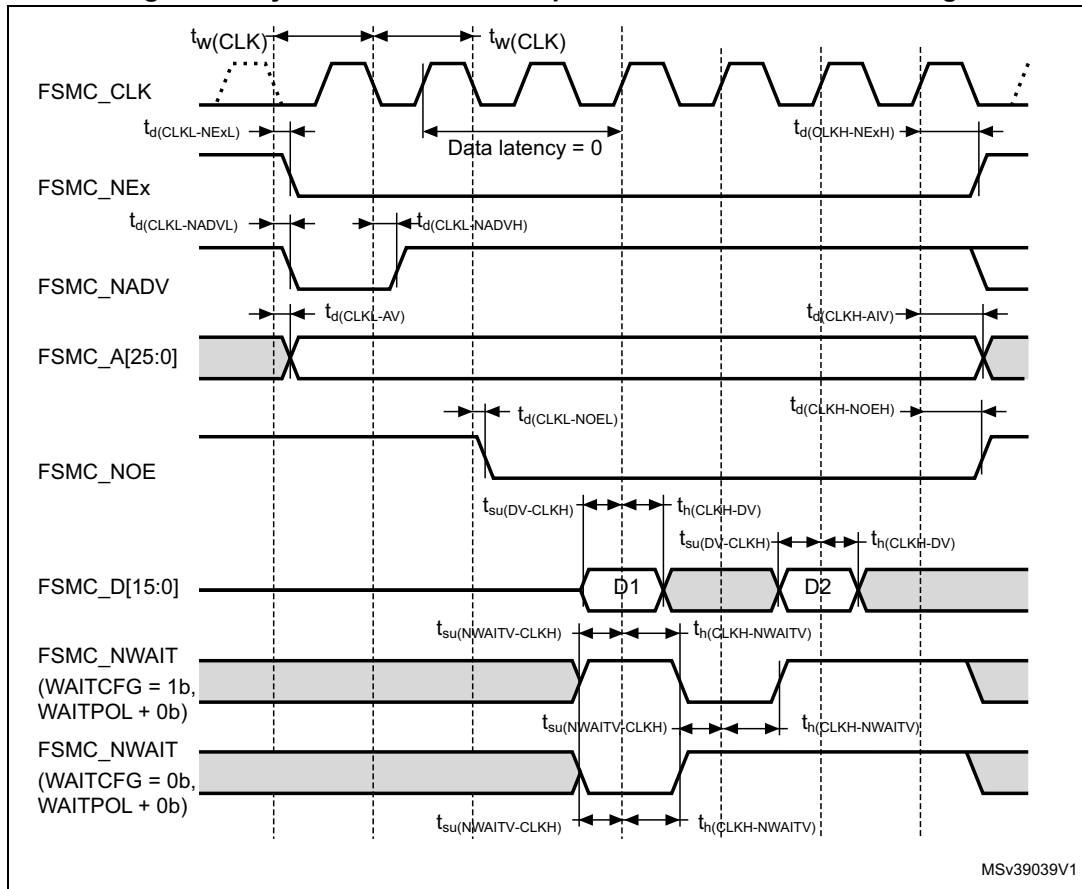 tw(CLK) tw(CLK)
FSMC_CLK
td(CLKL-NExL) Data latency = 0 td(CLKH-NExH)
FSMC_NEx
td(CLKL-NADVL) td(CLKL-NADVH)
FSMC_NADV
td(CLKL-AV) td(CLKH-AIV)
FSMC_A[25:0]
td(CLKL-NOEL) td(CLKH-NOEH)
FSMC_NOE
tsu(DV-CLKH) th(CLKH-DV)
tsu(DV-CLKH) th(CLKH-DV)
FSMC_D[15:0] D1 D2
tsu(NWAITV-CLKH) th(CLKH-NWAITV)
FSMC_NWAIT
(WAITCFG = 1b,
WAITPOL + 0b)
tsu(NWAITV-CLKH) th(CLKH-NWAITV)
FSMC_NWAIT
(WAITCFG = 0b,
WAITPOL + 0b)
tsu(NWAITV-CLKH) th(CLKH-NWAITV)
MSv39039V1